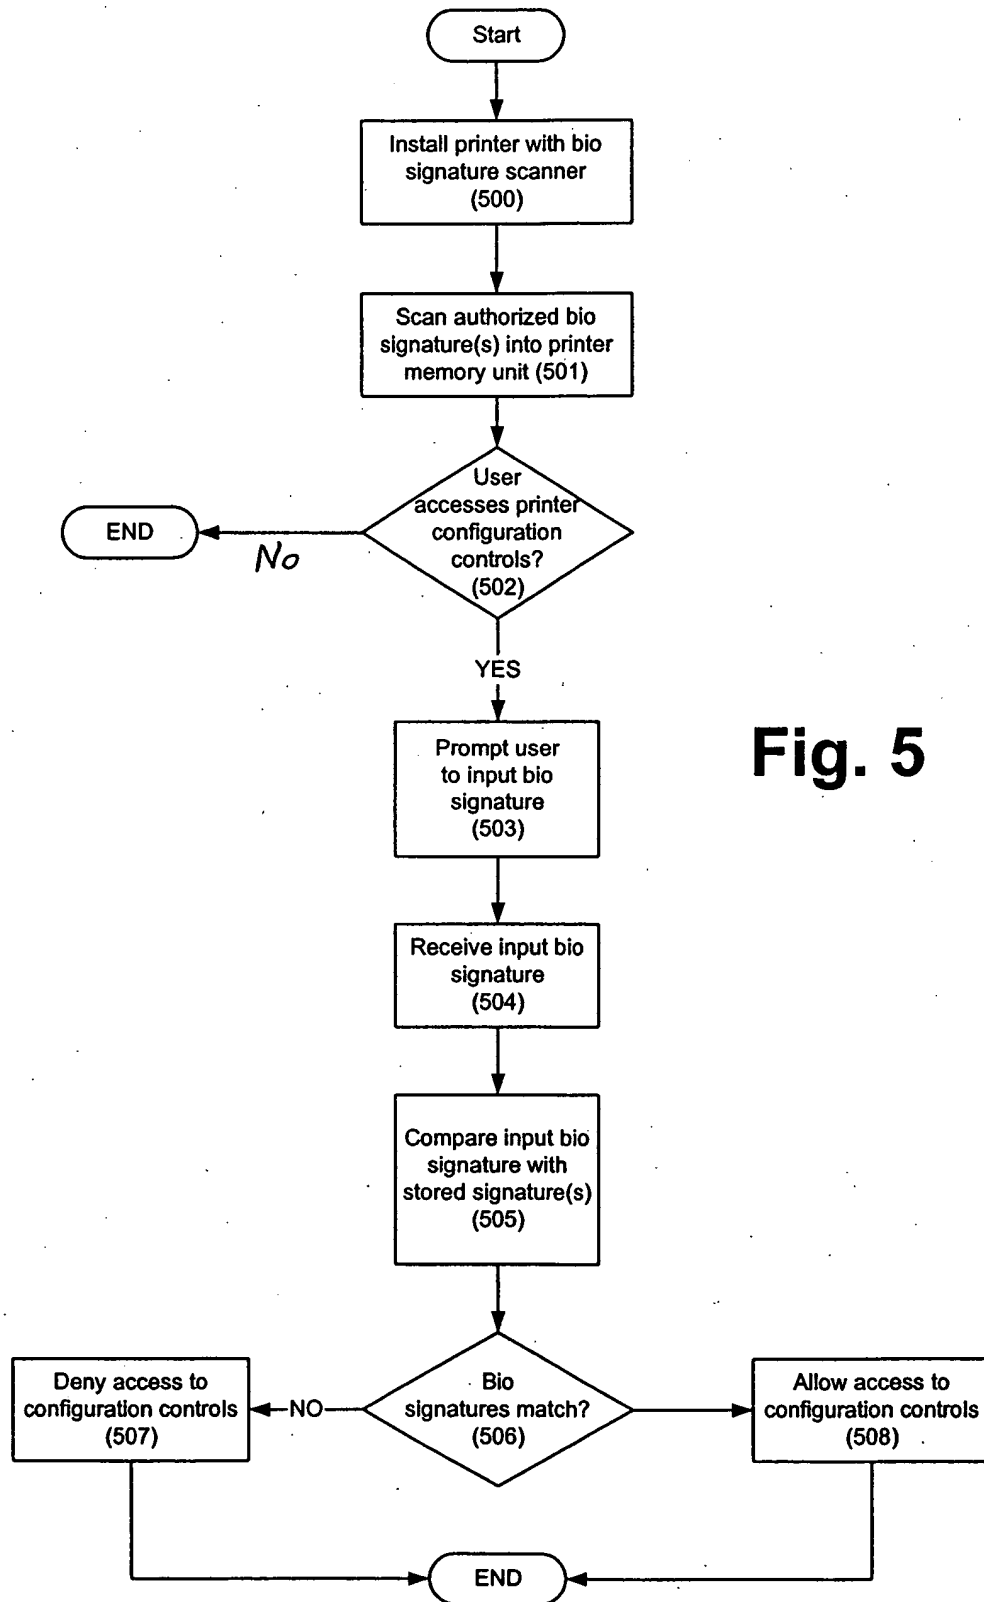 Start
Install printer with bio
signature scanner
(500)
Scan authorized bio
signature(s) into printer
memory unit (501)
User
accesses printer
configuration
controls?
(502)
END
No
YES
Prompt user
to input bio
signature
(503)
Fig. 5
Receive input bio
signature
(504)
Compare input bio
signature with
stored signature(s)
(505)
Bio
signatures match?
(506)
NO
Deny access to
configuration controls
(507)
Allow access to
configuration controls
(508)
END